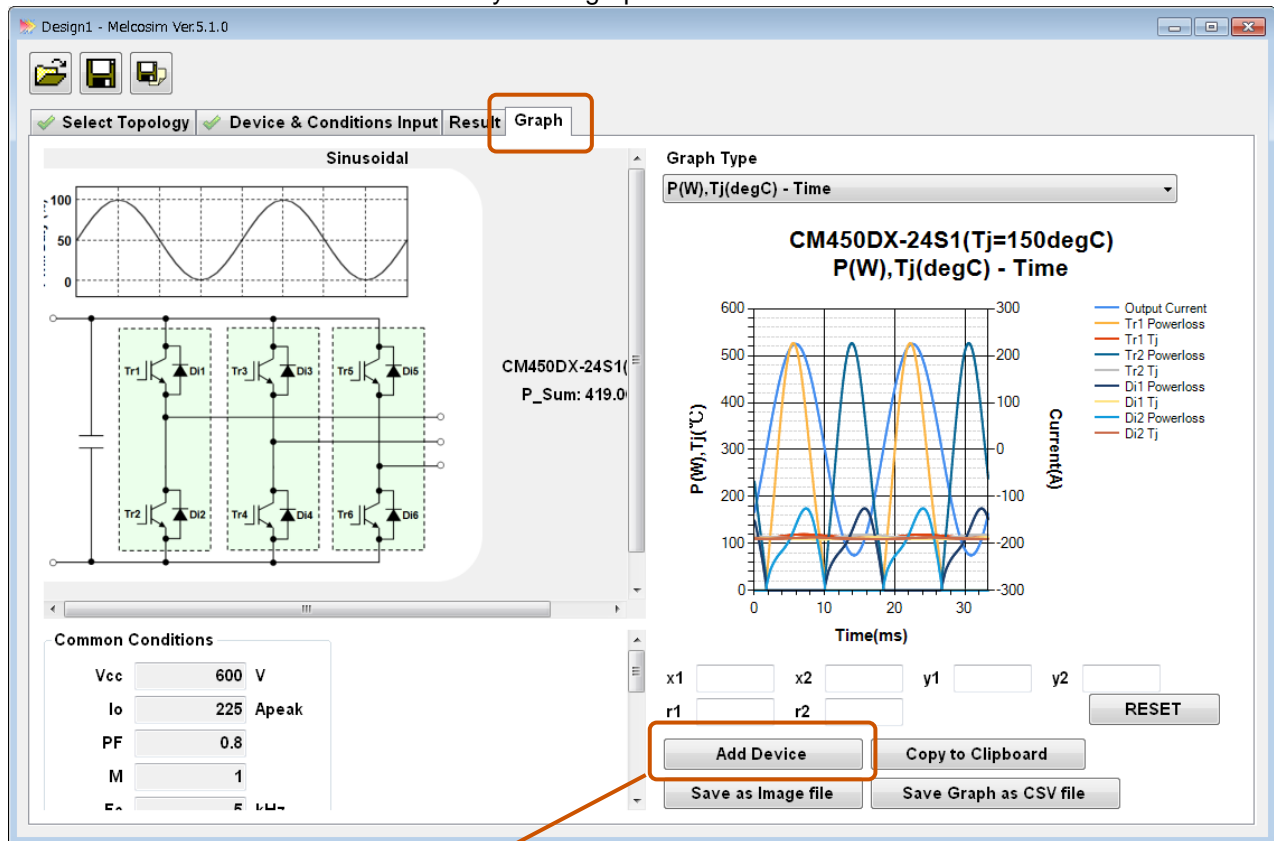 Design1 - Melcosim Ver.5.1.0
Select Topology Device & Conditions Input Result Graph
Sinusoidal
100
50
0
Tr1 Di1 Tr3 Di3 Tr5 Di5
Tr2 Di2 Tr4 Di4 Tr6 Di6
CM450DX-24S1(
P_Sum: 419.0
Common Conditions
Vcc 600 V
Io 225 Apeak
PF 0.8
M 1
5 kHz
Graph Type
P(W),Tj(degC) - Time
CM450DX-24S1(Tj=150degC)
P(W),Tj(degC) - Time
600
500
400
300
200
100
0
P(W),Tj(℃)
300
200
100
0
-100
-200
-300
Current(A)
0 10 20 30
Time(ms)
Output Current
Tr1 Powerloss
Tr1 Tj
Tr2 Powerloss
Tr2 Tj
Di1 Powerloss
Di1 Tj
Di2 Powerloss
Di2 Tj
x1 x2 y1 y2
r1 r2 RESET
Add Device Copy to Clipboard
Save as Image file Save Graph as CSV file